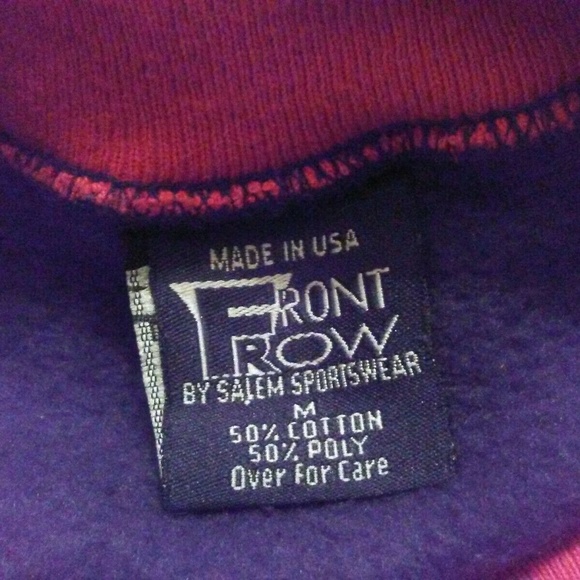 MADE IN USA
FRONT
ROW
BY SALEM SPORTSWEAR
M
50% COTTON
50% POLY
Over For Care